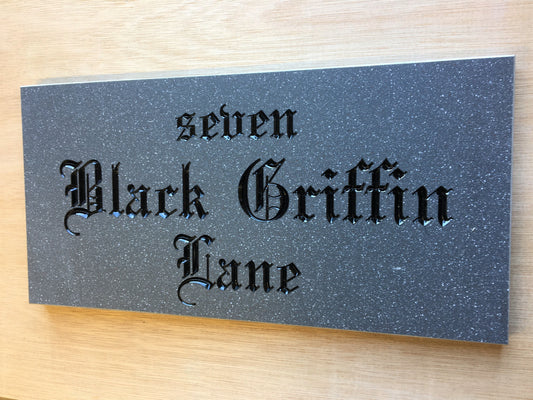 seven
Black Griffin
Lane